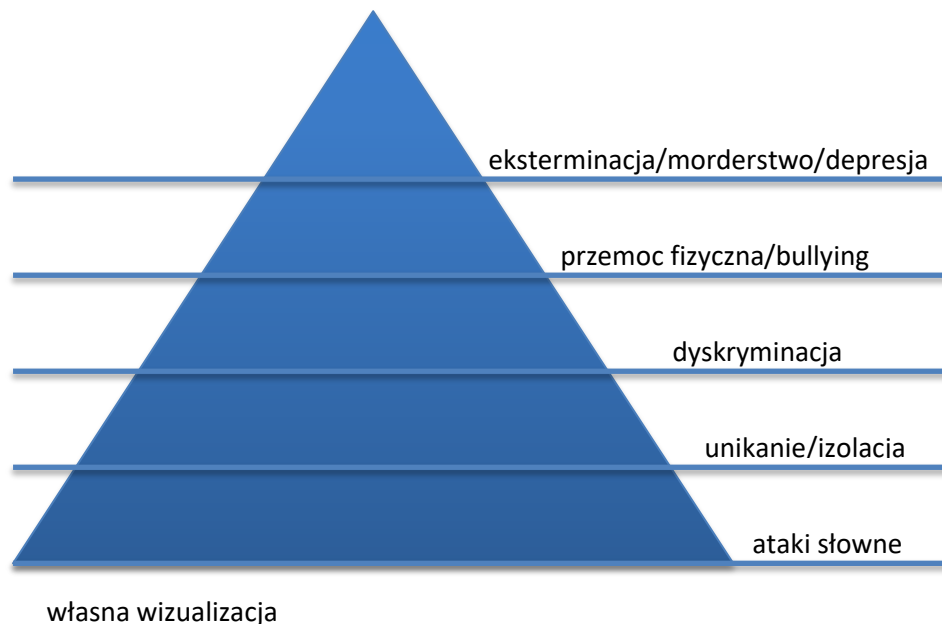 eksterminacja/morderstwo/depresja
przemoc fizyczna/bullying
dyskryminacja
unikanie/izolacja
ataki słowne
własna wizualizacja